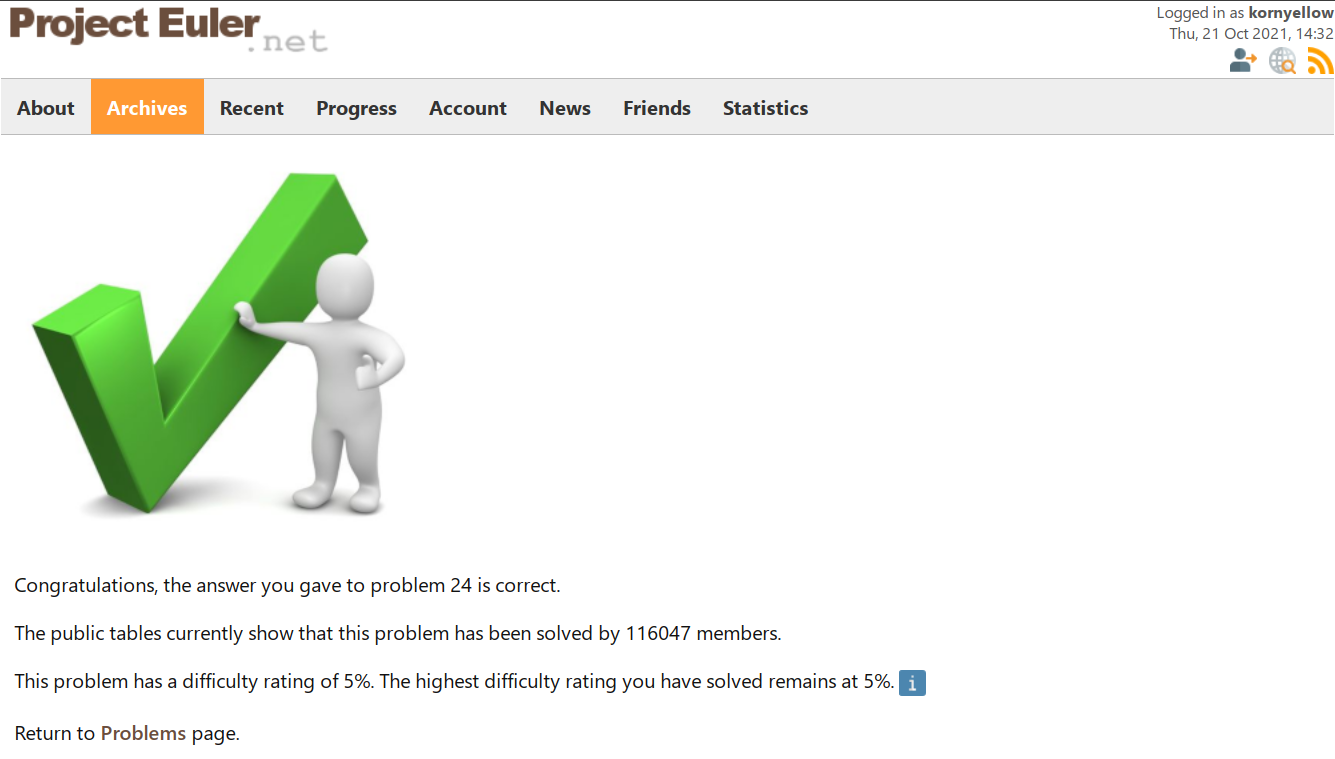 Project Euler
.net
Logged in as kornyellow
Thu, 21 Oct 2021, 14:32
About Archives Recent Progress Account News Friends Statistics
Congratulations, the answer you gave to problem 24 is correct.
The public tables currently show that this problem has been solved by 116047 members.
This problem has a difficulty rating of 5%. The highest difficulty rating you have solved remains at 5%. i
Return to Problems page.